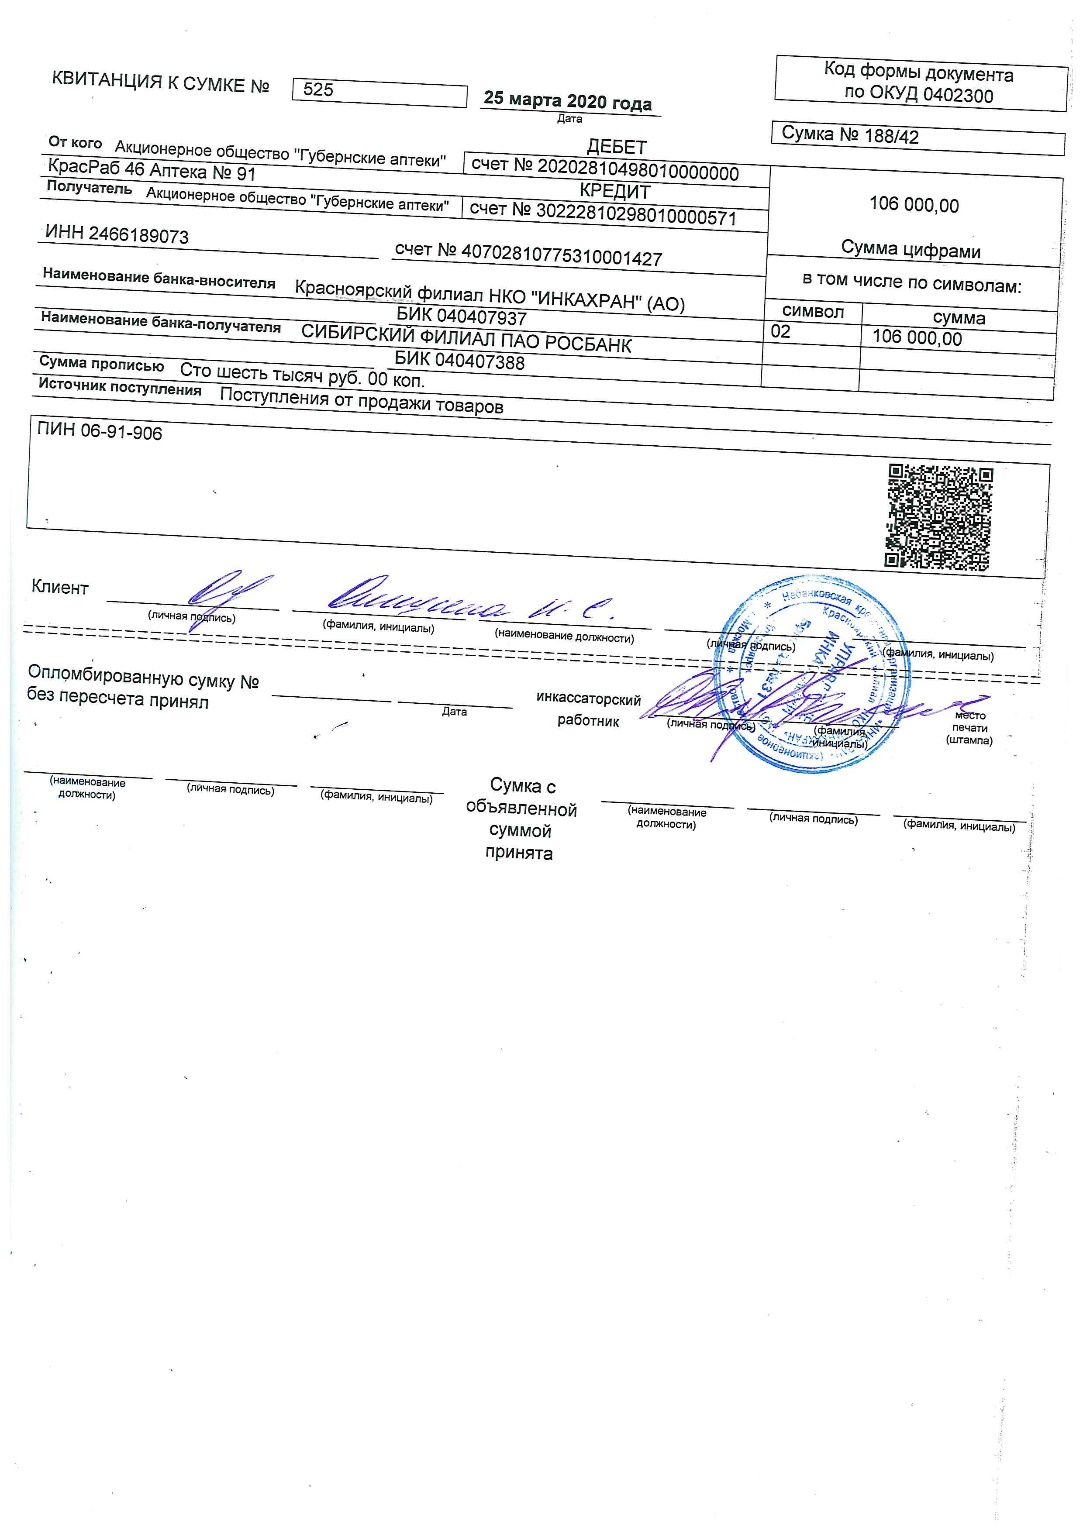 КВИТАНЦИЯ К СУМКЕ № 525
25 марта 2020 года
Дата
Код формы документа
по ОКУД 0402300
Сумка № 188/42
От кого Акционерное общество "Губернские аптеки"
КрасРаб 46 Аптека № 91
ДЕБЕТ
счет № 20202810498010000000
Получатель Акционерное общество "Губернские аптеки"
КРЕДИТ
счет № 30222810298010000571
106 000,00
Сумма цифрами
ИНН 2466189073
счет № 40702810775310001427
в том числе по символам:
символ сумма
02 106 000,00
Наименование банка-вносителя Красноярский филиал НКО "ИНКАХРАН" (АО)
БИК 040407937
Наименование банка-получателя СИБИРСКИЙ ФИЛИАЛ ПАО РОСБАНК
БИК 040407388
Сумма прописью Сто шесть тысяч руб. 00 коп.
Источник поступления Поступления от продажи товаров
ПИН 06-91-906
Клиент
(личная подпись)
(фамилия, инициалы)
(наименование должности)
(личная подпись)
(фамилия, инициалы)
Опломбированную сумку №
без пересчета принял
Дата
инкассаторский
работник
(личная подпись)
(фамилия, инициалы)
место
печати
(штампа)
(наименование
должности)
(личная подпись)
(фамилия, инициалы)
Сумка с
объявленной
суммой
принята
(наименование
должности)
(личная подпись)
(фамилия, инициалы)